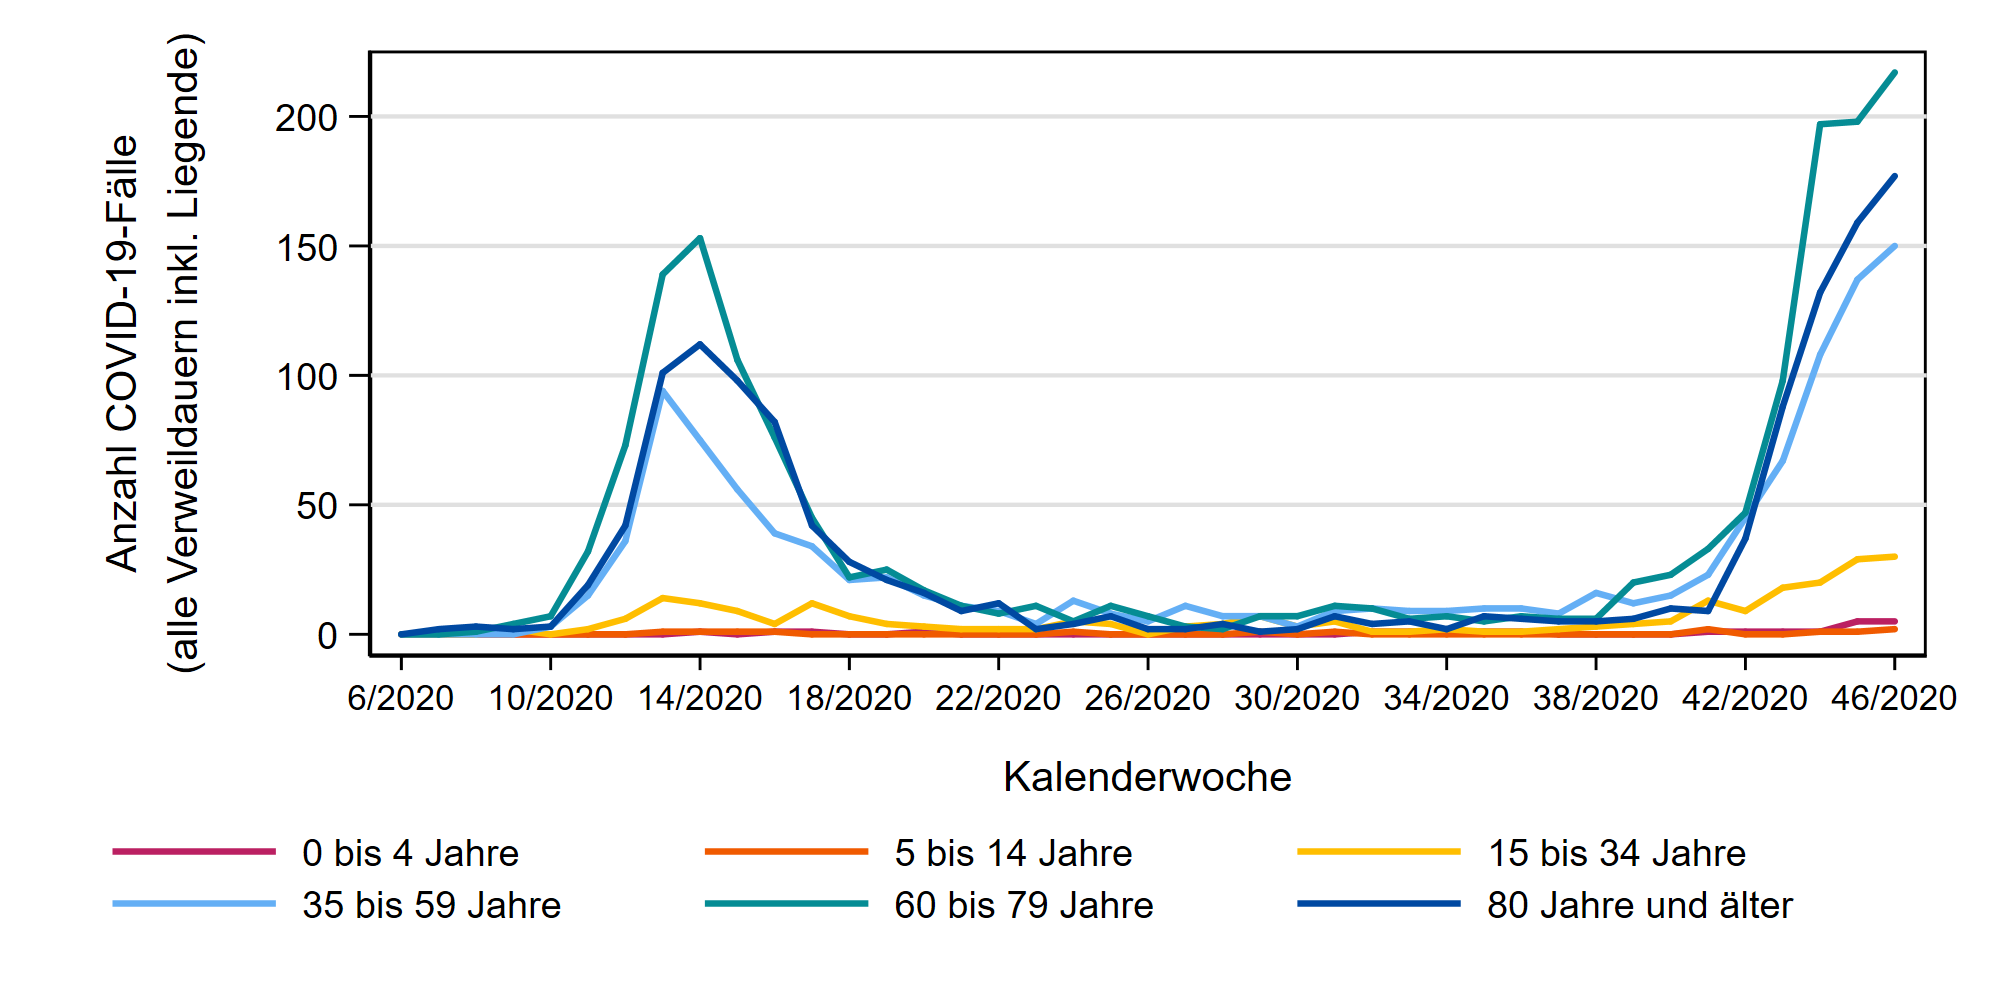 Anzahl COVID-19-Fälle
(alle Verweildauern inkl. Liegende)
200
150
100
50
0
6/2020 10/2020 14/2020 18/2020 22/2020 26/2020 30/2020 34/2020 38/2020 42/2020 46/2020
Kalenderwoche
0 bis 4 Jahre 5 bis 14 Jahre 15 bis 34 Jahre
35 bis 59 Jahre 60 bis 79 Jahre 80 Jahre und älter